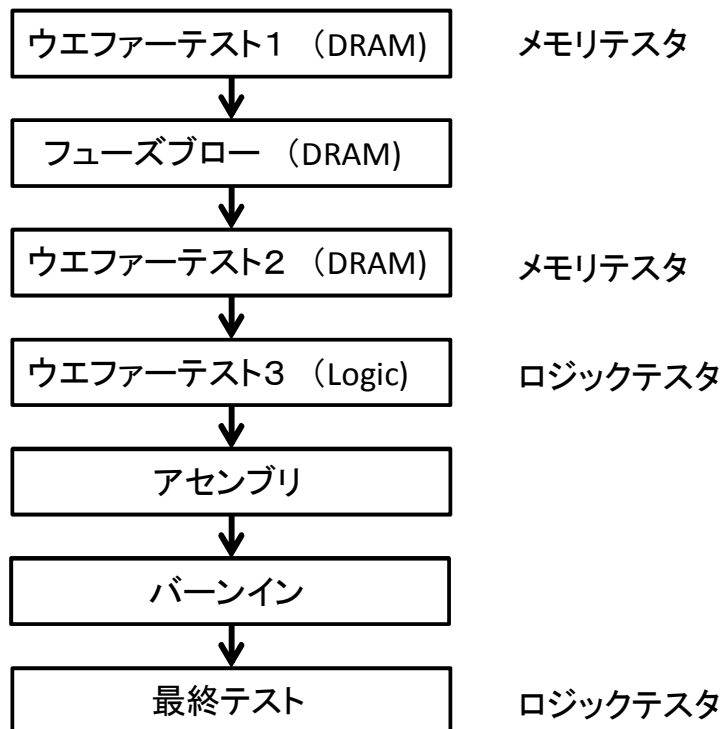 ウエファーテスト１ （DRAM) メモリテスタ
フューズブロー （DRAM)
ウエファーテスト２ （DRAM) メモリテスタ
ウエファーテスト３ （Logic) ロジックテスタ
アセンブリ
バーンイン
最終テスト ロジックテスタ